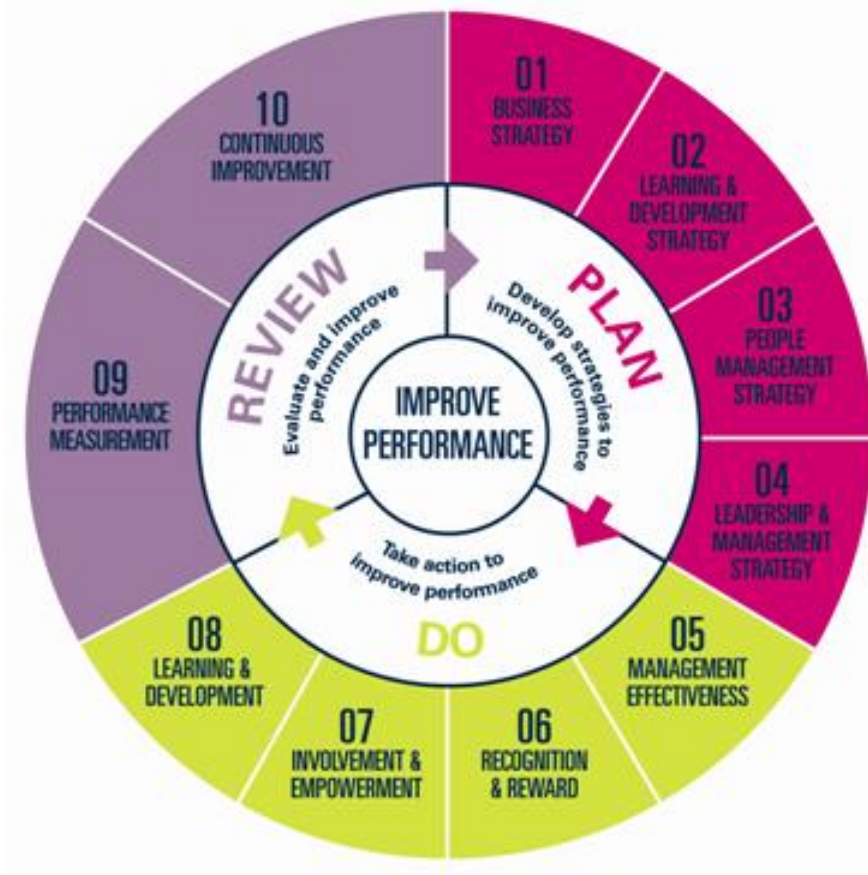 01
BUSINESS
STRATEGY
02
LEARNING &
DEVELOPMENT
STRATEGY
03
PEOPLE
MANAGEMENT
STRATEGY
04
LEADERSHIP &
MANAGEMENT
STRATEGY
05
MANAGEMENT
EFFECTIVENESS
06
RECOGNITION
& REWARD
07
INVOLVEMENT &
EMPOWERMENT
08
LEARNING &
DEVELOPMENT
09
PERFORMANCE
MEASUREMENT
10
CONTINUOUS
IMPROVEMENT
PLAN
Develop strategies to
improve performance
DO
Take action to
improve performance
REVIEW
Evaluate and improve
performance
IMPROVE
PERFORMANCE